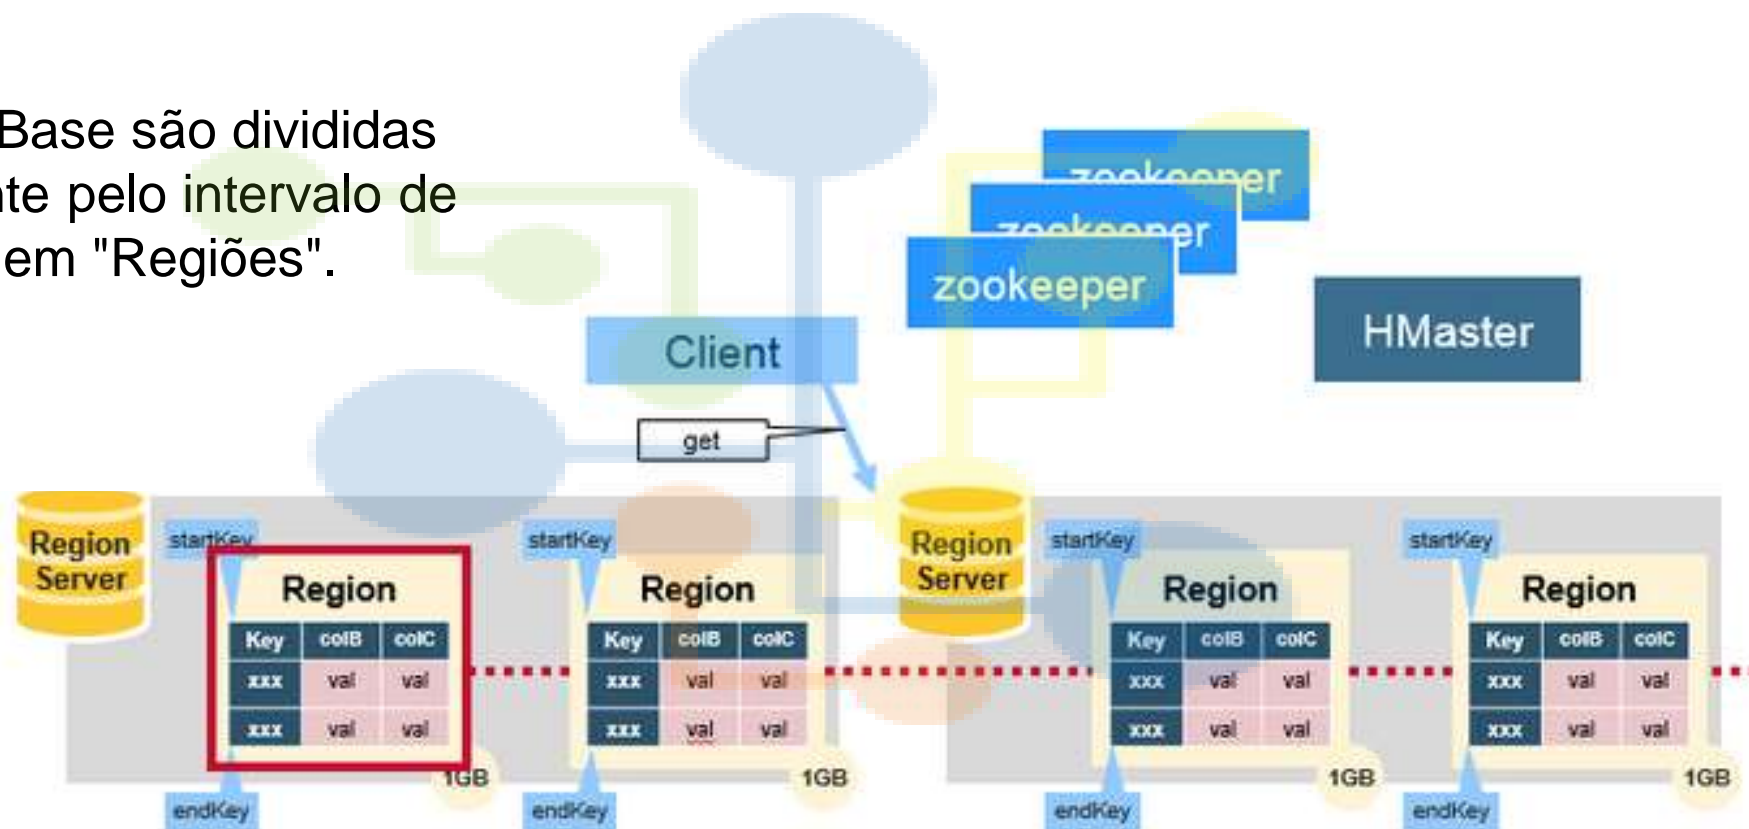 Base são divididas
nte pelo intervalo de
em "Regiões".
zookeeper
zookeeper
zookeeper
HMaster
Client
get
Region
Server
startKey
Region
Key colB colC
xxx val val
xxx val val
1GB
endKey
startKey
Region
Key colB colC
xxx val val
xxx val val
1GB
endKey
Region
Server
startKey
Region
Key colB colC
xxx val val
xxx val val
1GB
endKey
startKey
Region
Key colB colC
xxx val val
xxx val val
1GB
endKey